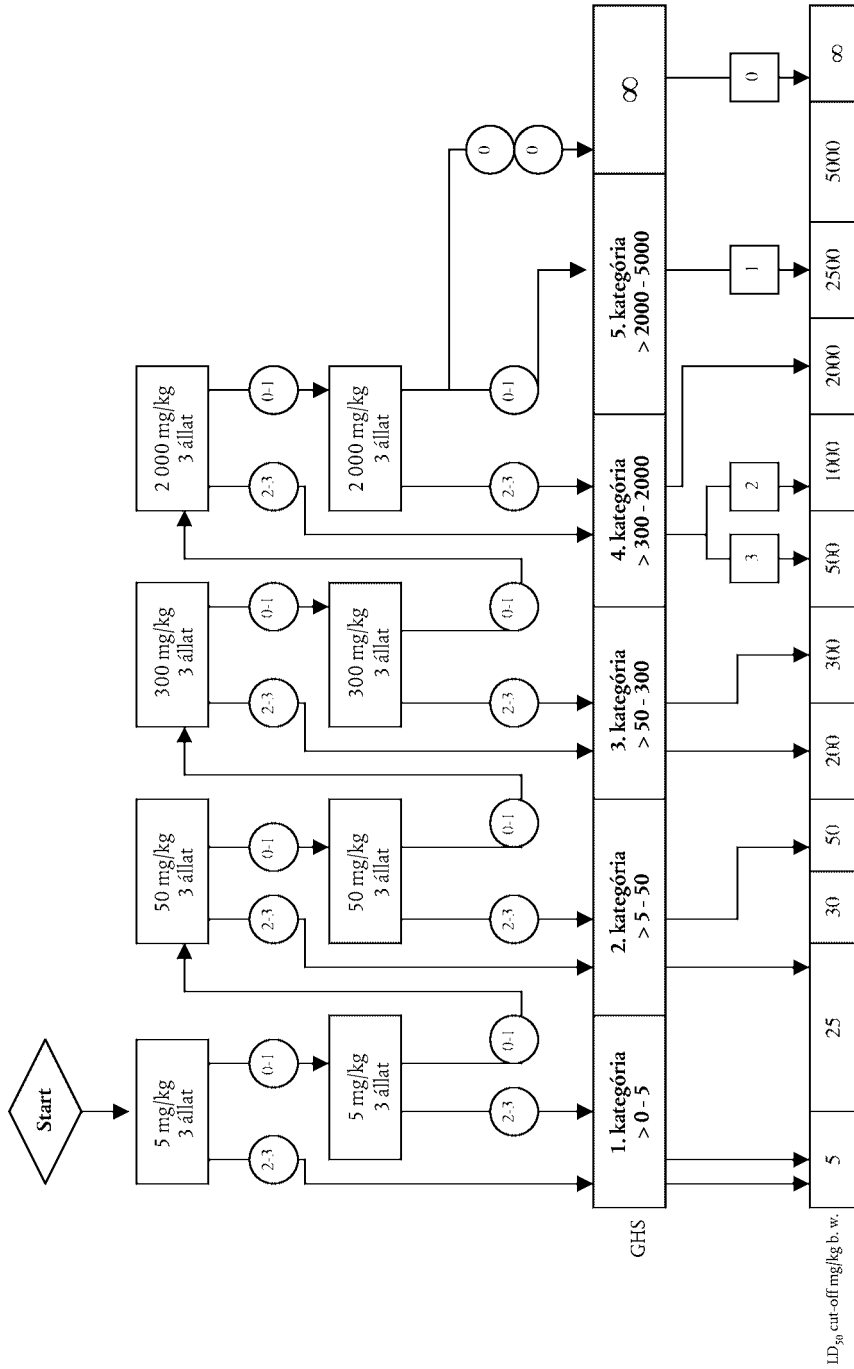 Start
5 mg/kg
3 állat
50 mg/kg
3 állat
300 mg/kg
3 állat
2 000 mg/kg
3 állat
2-3
0-1
2-3
0-1
2-3
0-1
2-3
0-1
5 mg/kg
3 állat
50 mg/kg
3 állat
300 mg/kg
3 állat
2 000 mg/kg
3 állat
2-3
0-1
2-3
0-1
2-3
0-1
2-3
0-1
0
0
GHS
1. kategória
> 0 - 5
2. kategória
> 5 - 50
3. kategória
> 50 - 300
4. kategória
> 300 - 2000
5. kategória
> 2000 - 5000
∞
3
2
1
0
LD50 cut-off mg/kg b. w.
5
25
30
50
200
300
500
1000
2000
2500
5000
∞